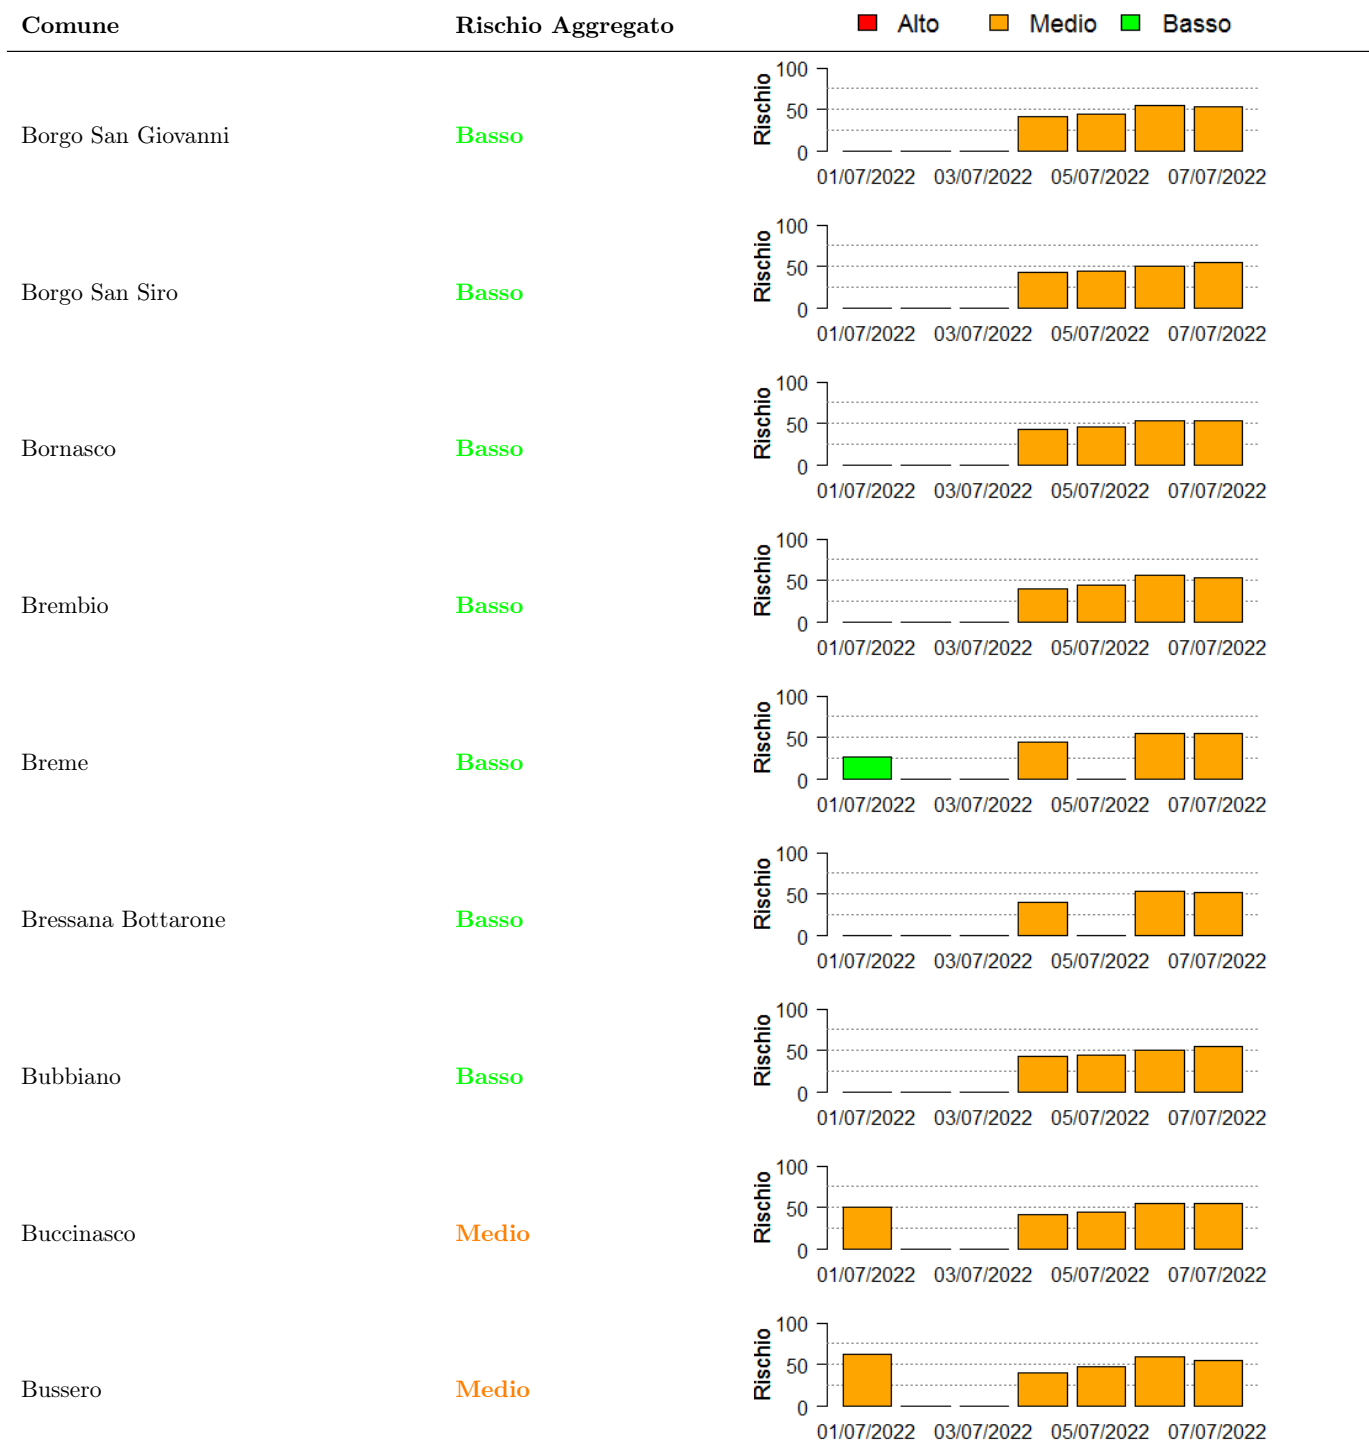 Comune Rischio Aggregato Alto Medio Basso
Borgo San Giovanni Basso Rischio 100 50 0
01/07/2022 03/07/2022 05/07/2022 07/07/2022
Borgo San Siro Basso Rischio 100 50 0
01/07/2022 03/07/2022 05/07/2022 07/07/2022
Bornasco Basso Rischio 100 50 0
01/07/2022 03/07/2022 05/07/2022 07/07/2022
Brembio Basso Rischio 100 50 0
01/07/2022 03/07/2022 05/07/2022 07/07/2022
Breme Basso Rischio 100 50 0
01/07/2022 03/07/2022 05/07/2022 07/07/2022
Bressana Bottarone Basso Rischio 100 50 0
01/07/2022 03/07/2022 05/07/2022 07/07/2022
Bubbiano Basso Rischio 100 50 0
01/07/2022 03/07/2022 05/07/2022 07/07/2022
Buccinasco Medio Rischio 100 50 0
01/07/2022 03/07/2022 05/07/2022 07/07/2022
Bussero Medio Rischio 100 50 0
01/07/2022 03/07/2022 05/07/2022 07/07/2022